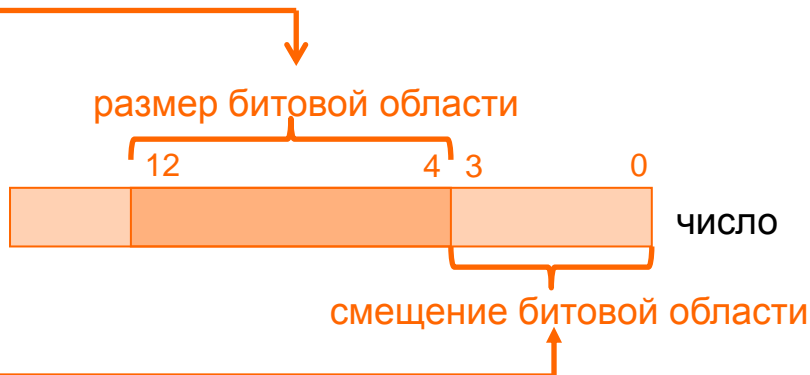 размер битовой области
12 4 3 0
число
смещение битовой области